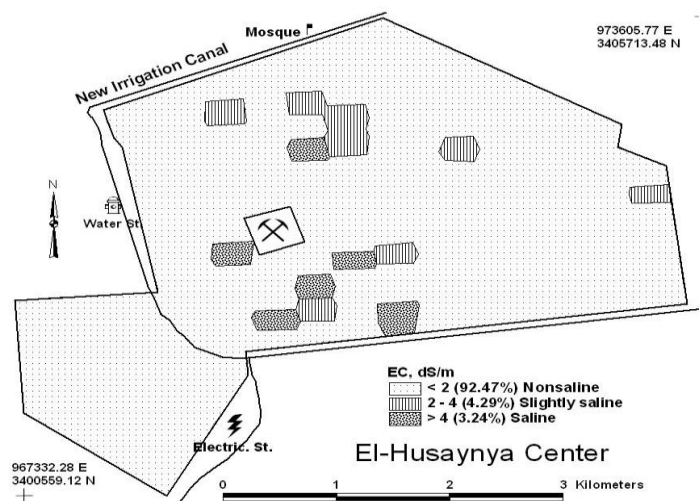 Mosque
973605.77 E
3405713.48 N
New Irrigation Canal
N
Water St.
EC, dS/m
< 2 (92.47%) Nonsaline
2 - 4 (4.29%) Slightly saline
> 4 (3.24%) Saline
Electric. St.
El-Husaynya Center
967332.28 E
3400559.12 N
0 1 2 3 Kilometers